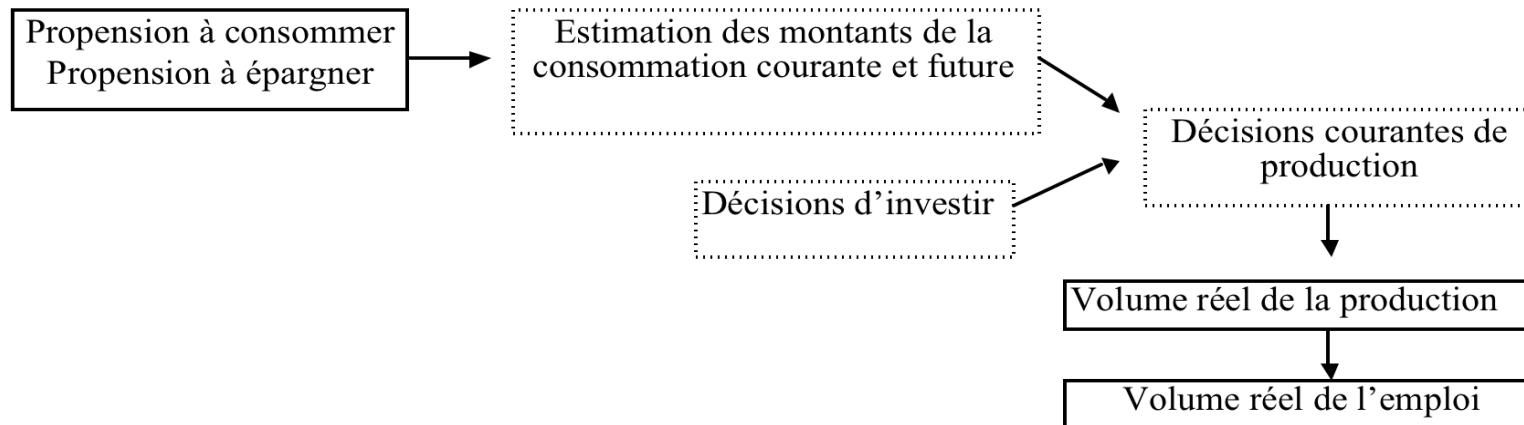 Propension à consommer
Propension à épargner
Estimation des montants de la
consommation courante et future
Décisions courantes de
production
Décisions d’investir
Volume réel de la production
Volume réel de l’emploi